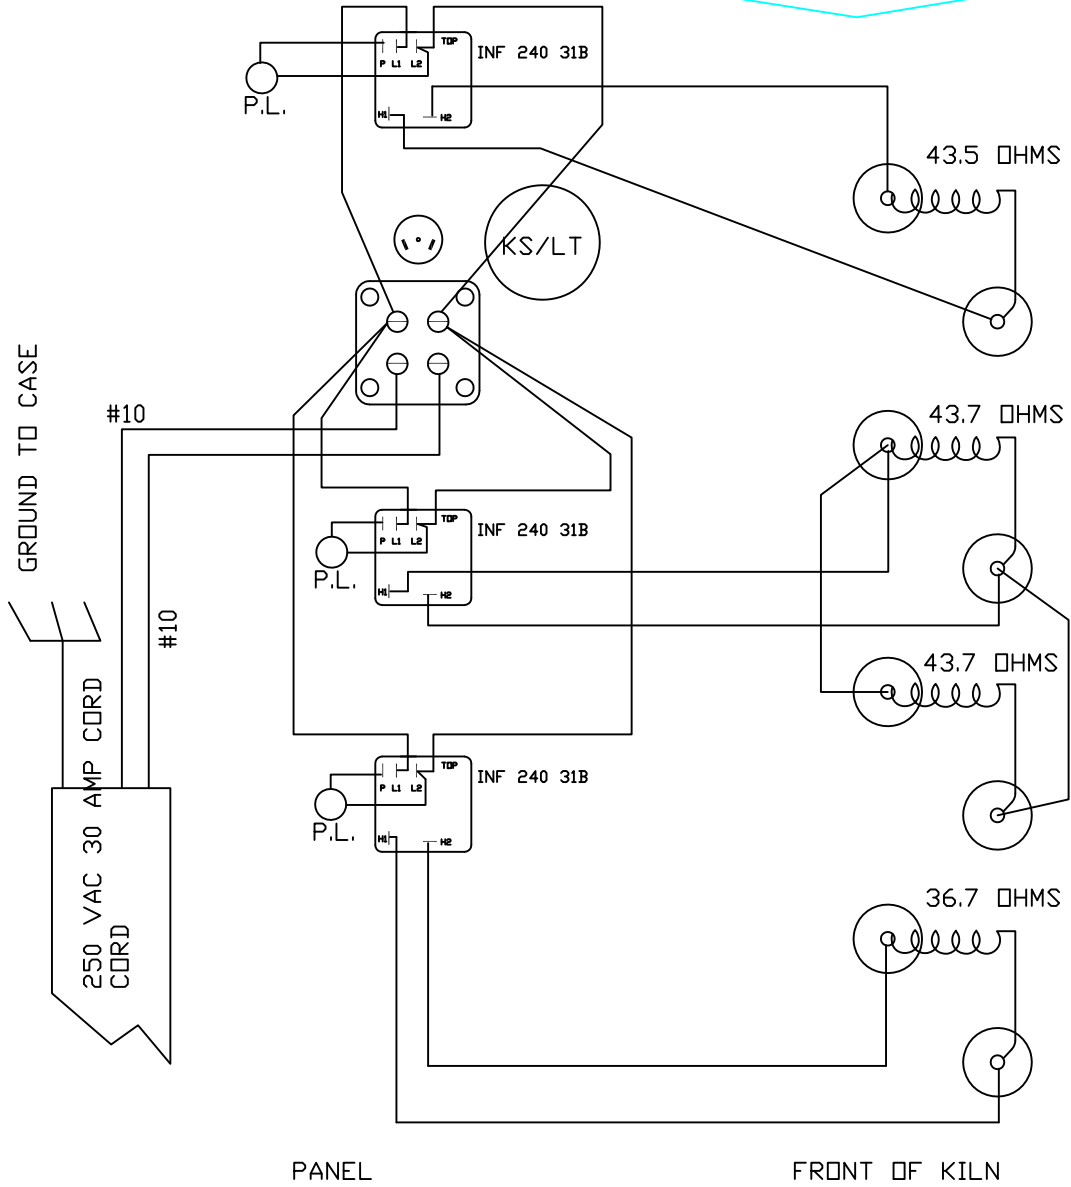 TOP
INF 240 31B
P L1 L2
P.L.
H1
H2
43.5 OHMS
KS/LT
GROUND TO CASE
#10
43.7 OHMS
TOP
INF 240 31B
P L1 L2
P.L.
H1
H2
#10
43.7 OHMS
250 VAC 30 AMP CORD
CORD
TOP
INF 240 31B
P L1 L2
P.L.
H1
H2
36.7 OHMS
PANEL
FRONT OF KILN